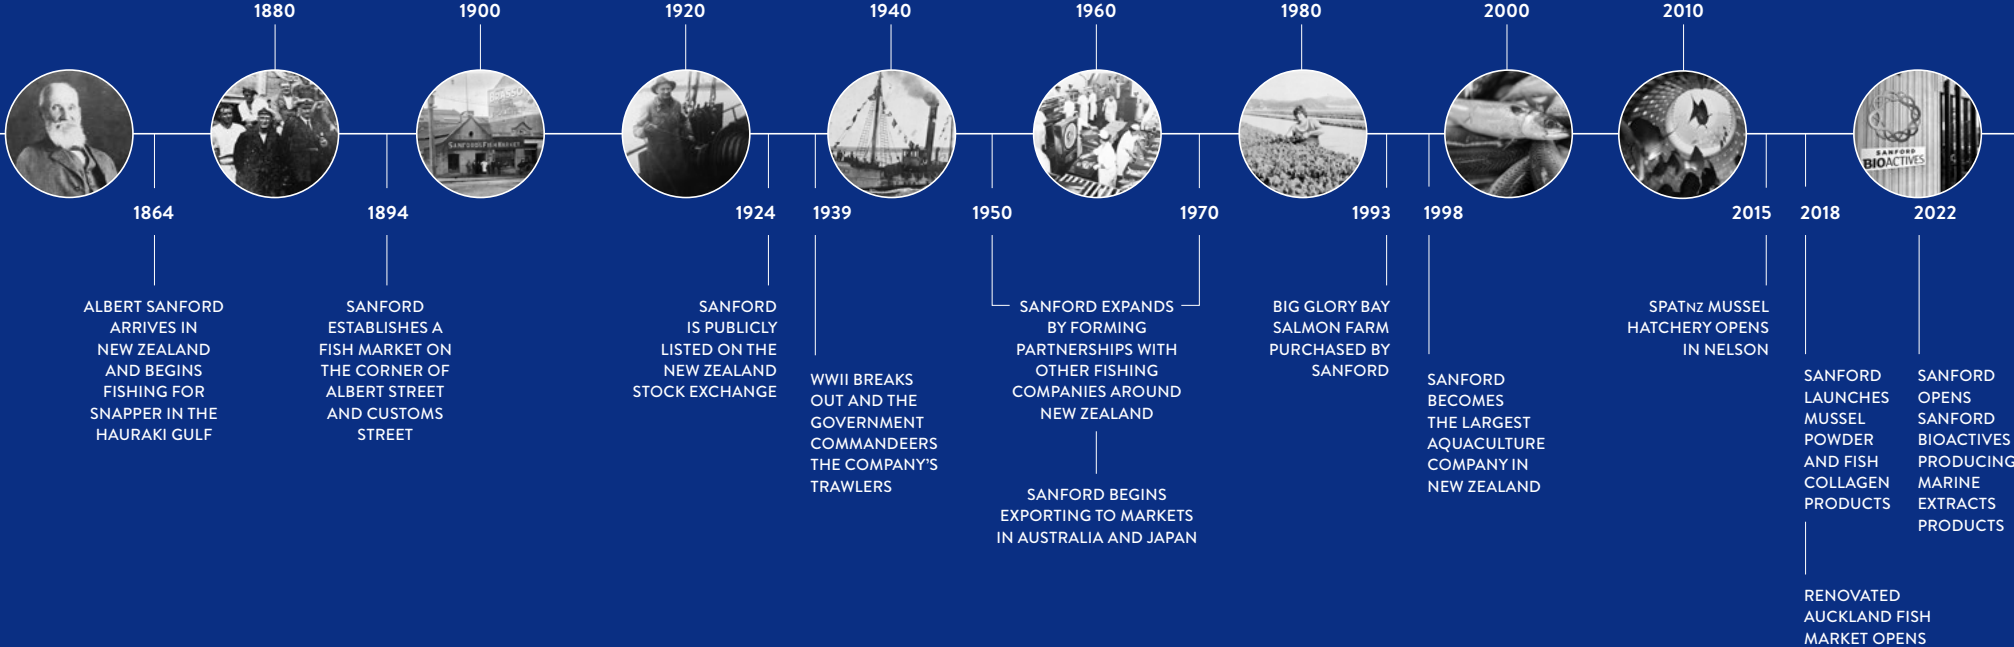 1880
1900
1920
1940
1960
1980
2000
2010
SANFORDS FISH MARKET
SANFORD
BIOACTIVES
1864
1894
1924
1939
1950
1970
1993
1998
2015
2018
2022
ALBERT SANFORD
ARRIVES IN
NEW ZEALAND
AND BEGINS
FISHING FOR
SNAPPER IN THE
HAURAKI GULF
SANFORD
ESTABLISHES A
FISH MARKET ON
THE CORNER OF
ALBERT STREET
AND CUSTOMS
STREET
SANFORD
IS PUBLICLY
LISTED ON THE
NEW ZEALAND
STOCK EXCHANGE
WWII BREAKS
OUT AND THE
GOVERNMENT
COMMANDEERS
THE COMPANY'S
TRAWLERS
SANFORD EXPANDS
BY FORMING
PARTNERSHIPS WITH
OTHER FISHING
COMPANIES AROUND
NEW ZEALAND
SANFORD BEGINS
EXPORTING TO MARKETS
IN AUSTRALIA AND JAPAN
BIG GLORY BAY
SALMON FARM
PURCHASED BY
SANFORD
SANFORD
BECOMES
THE LARGEST
AQUACULTURE
COMPANY IN
NEW ZEALAND
SPATNZ MUSSEL
HATCHERY OPENS
IN NELSON
SANFORD
LAUNCHES
MUSSEL
POWDER
AND FISH
COLLAGEN
PRODUCTS
RENOVATED
AUCKLAND FISH
MARKET OPENS
SANFORD
OPENS
SANFORD
BIOACTIVES
PRODUCING
MARINE
EXTRACTS
PRODUCTS